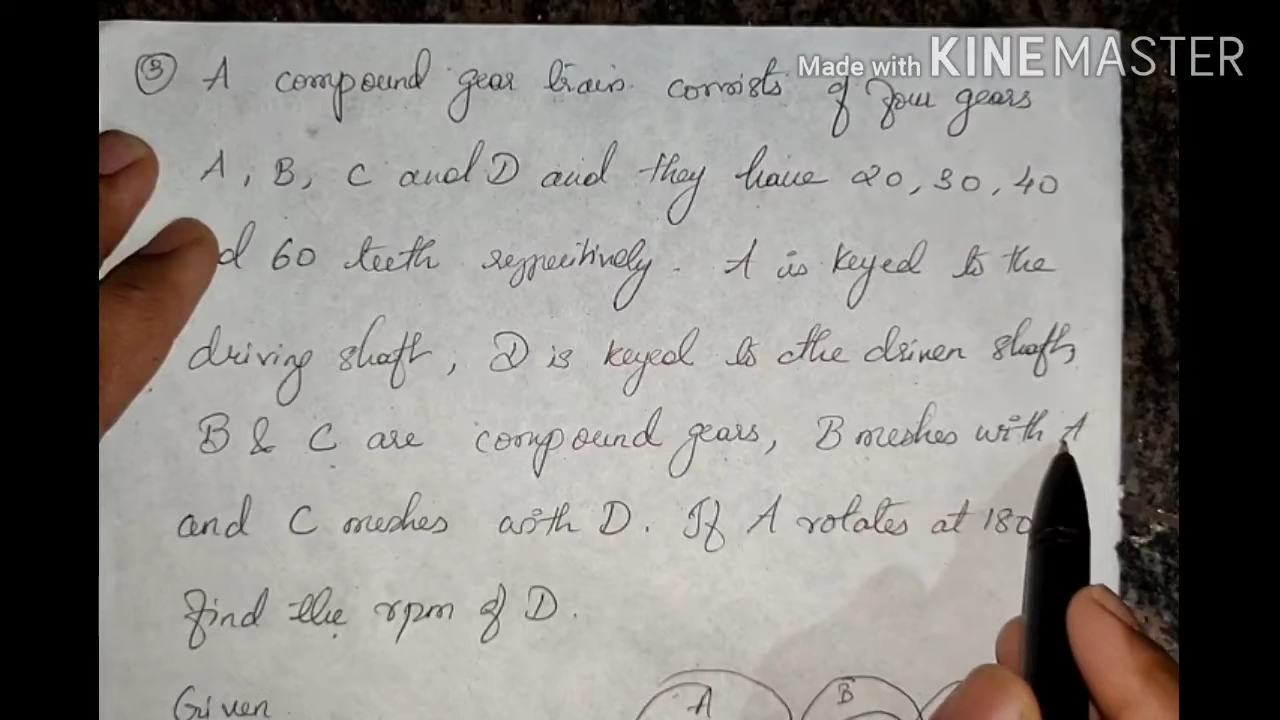 Made with KINEMASTER
③ A compound gear train consists of four gears
A, B, C and D and they have 20, 30, 40
d 60 teeth respectively. A is keyed to the
driving shaft, D is keyed to the driven shaft,
B & C are compound gears, B meshes with A
and C meshes with D. If A rotates at 180
find the rpm of D.
Given
A
B